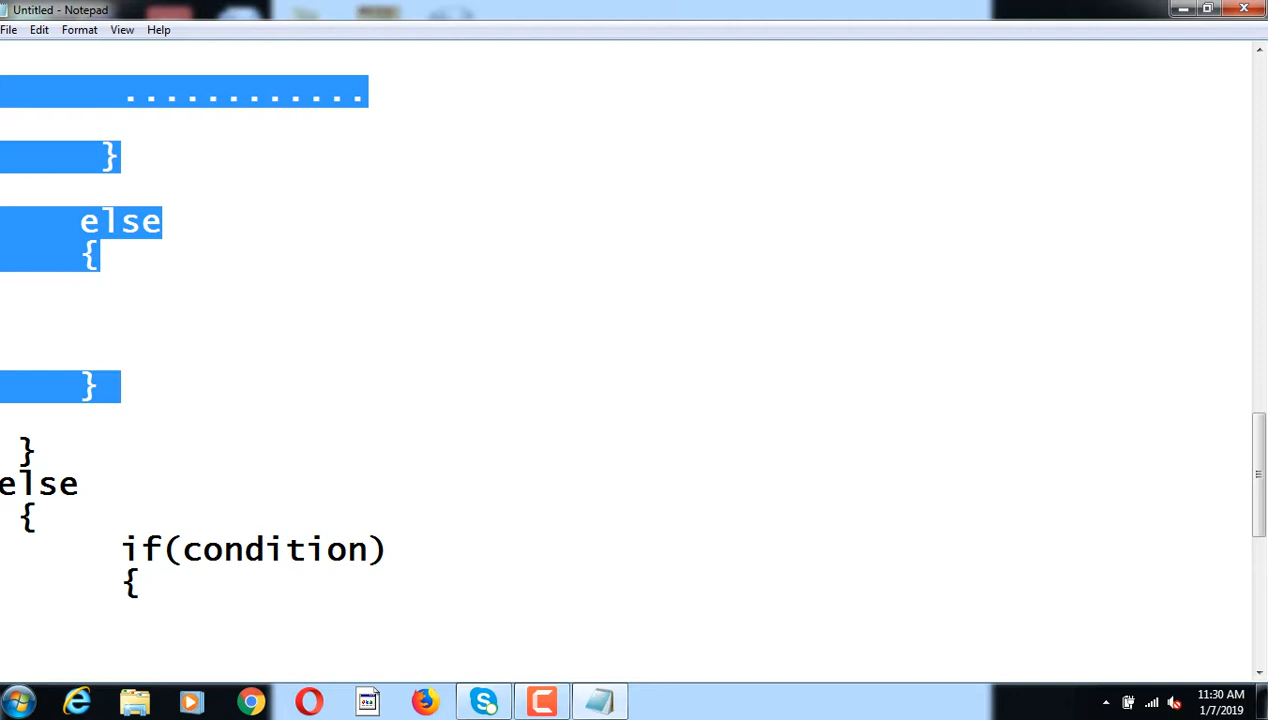 Untitled - Notepad
File Edit Format View Help
............
}
else
{
}
}
else
{
if(condition)
{
11:30 AM
1/7/2019